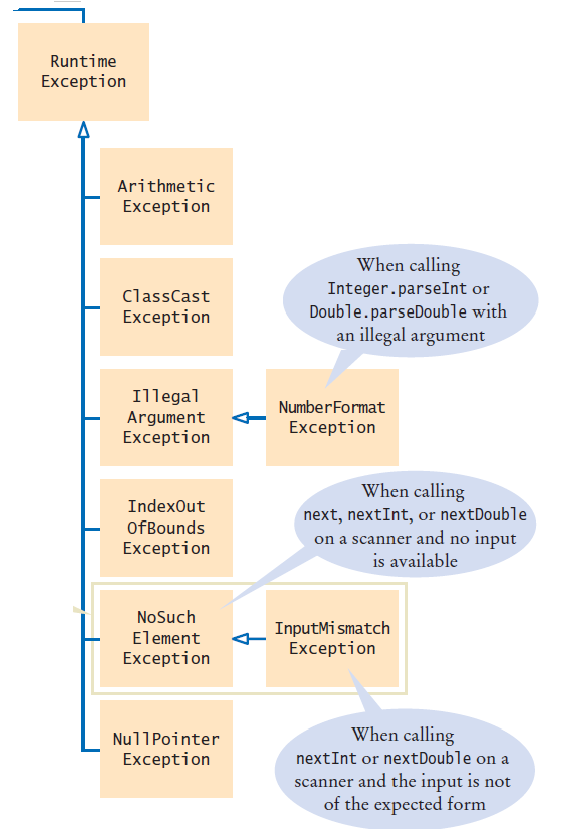 Runtime
Exception
Arithmetic
Exception
ClassCast
Exception
When calling
Integer.parseInt or
Double.parseDouble with
an illegal argument
Illegal
Argument
Exception
NumberFormat
Exception
IndexOut
OfBounds
Exception
When calling
next, nextInt, or nextDouble
on a scanner and no input
is available
NoSuch
Element
Exception
InputMismatch
Exception
NullPointer
Exception
When calling
nextInt or nextDouble on a
scanner and the input is not
of the expected form